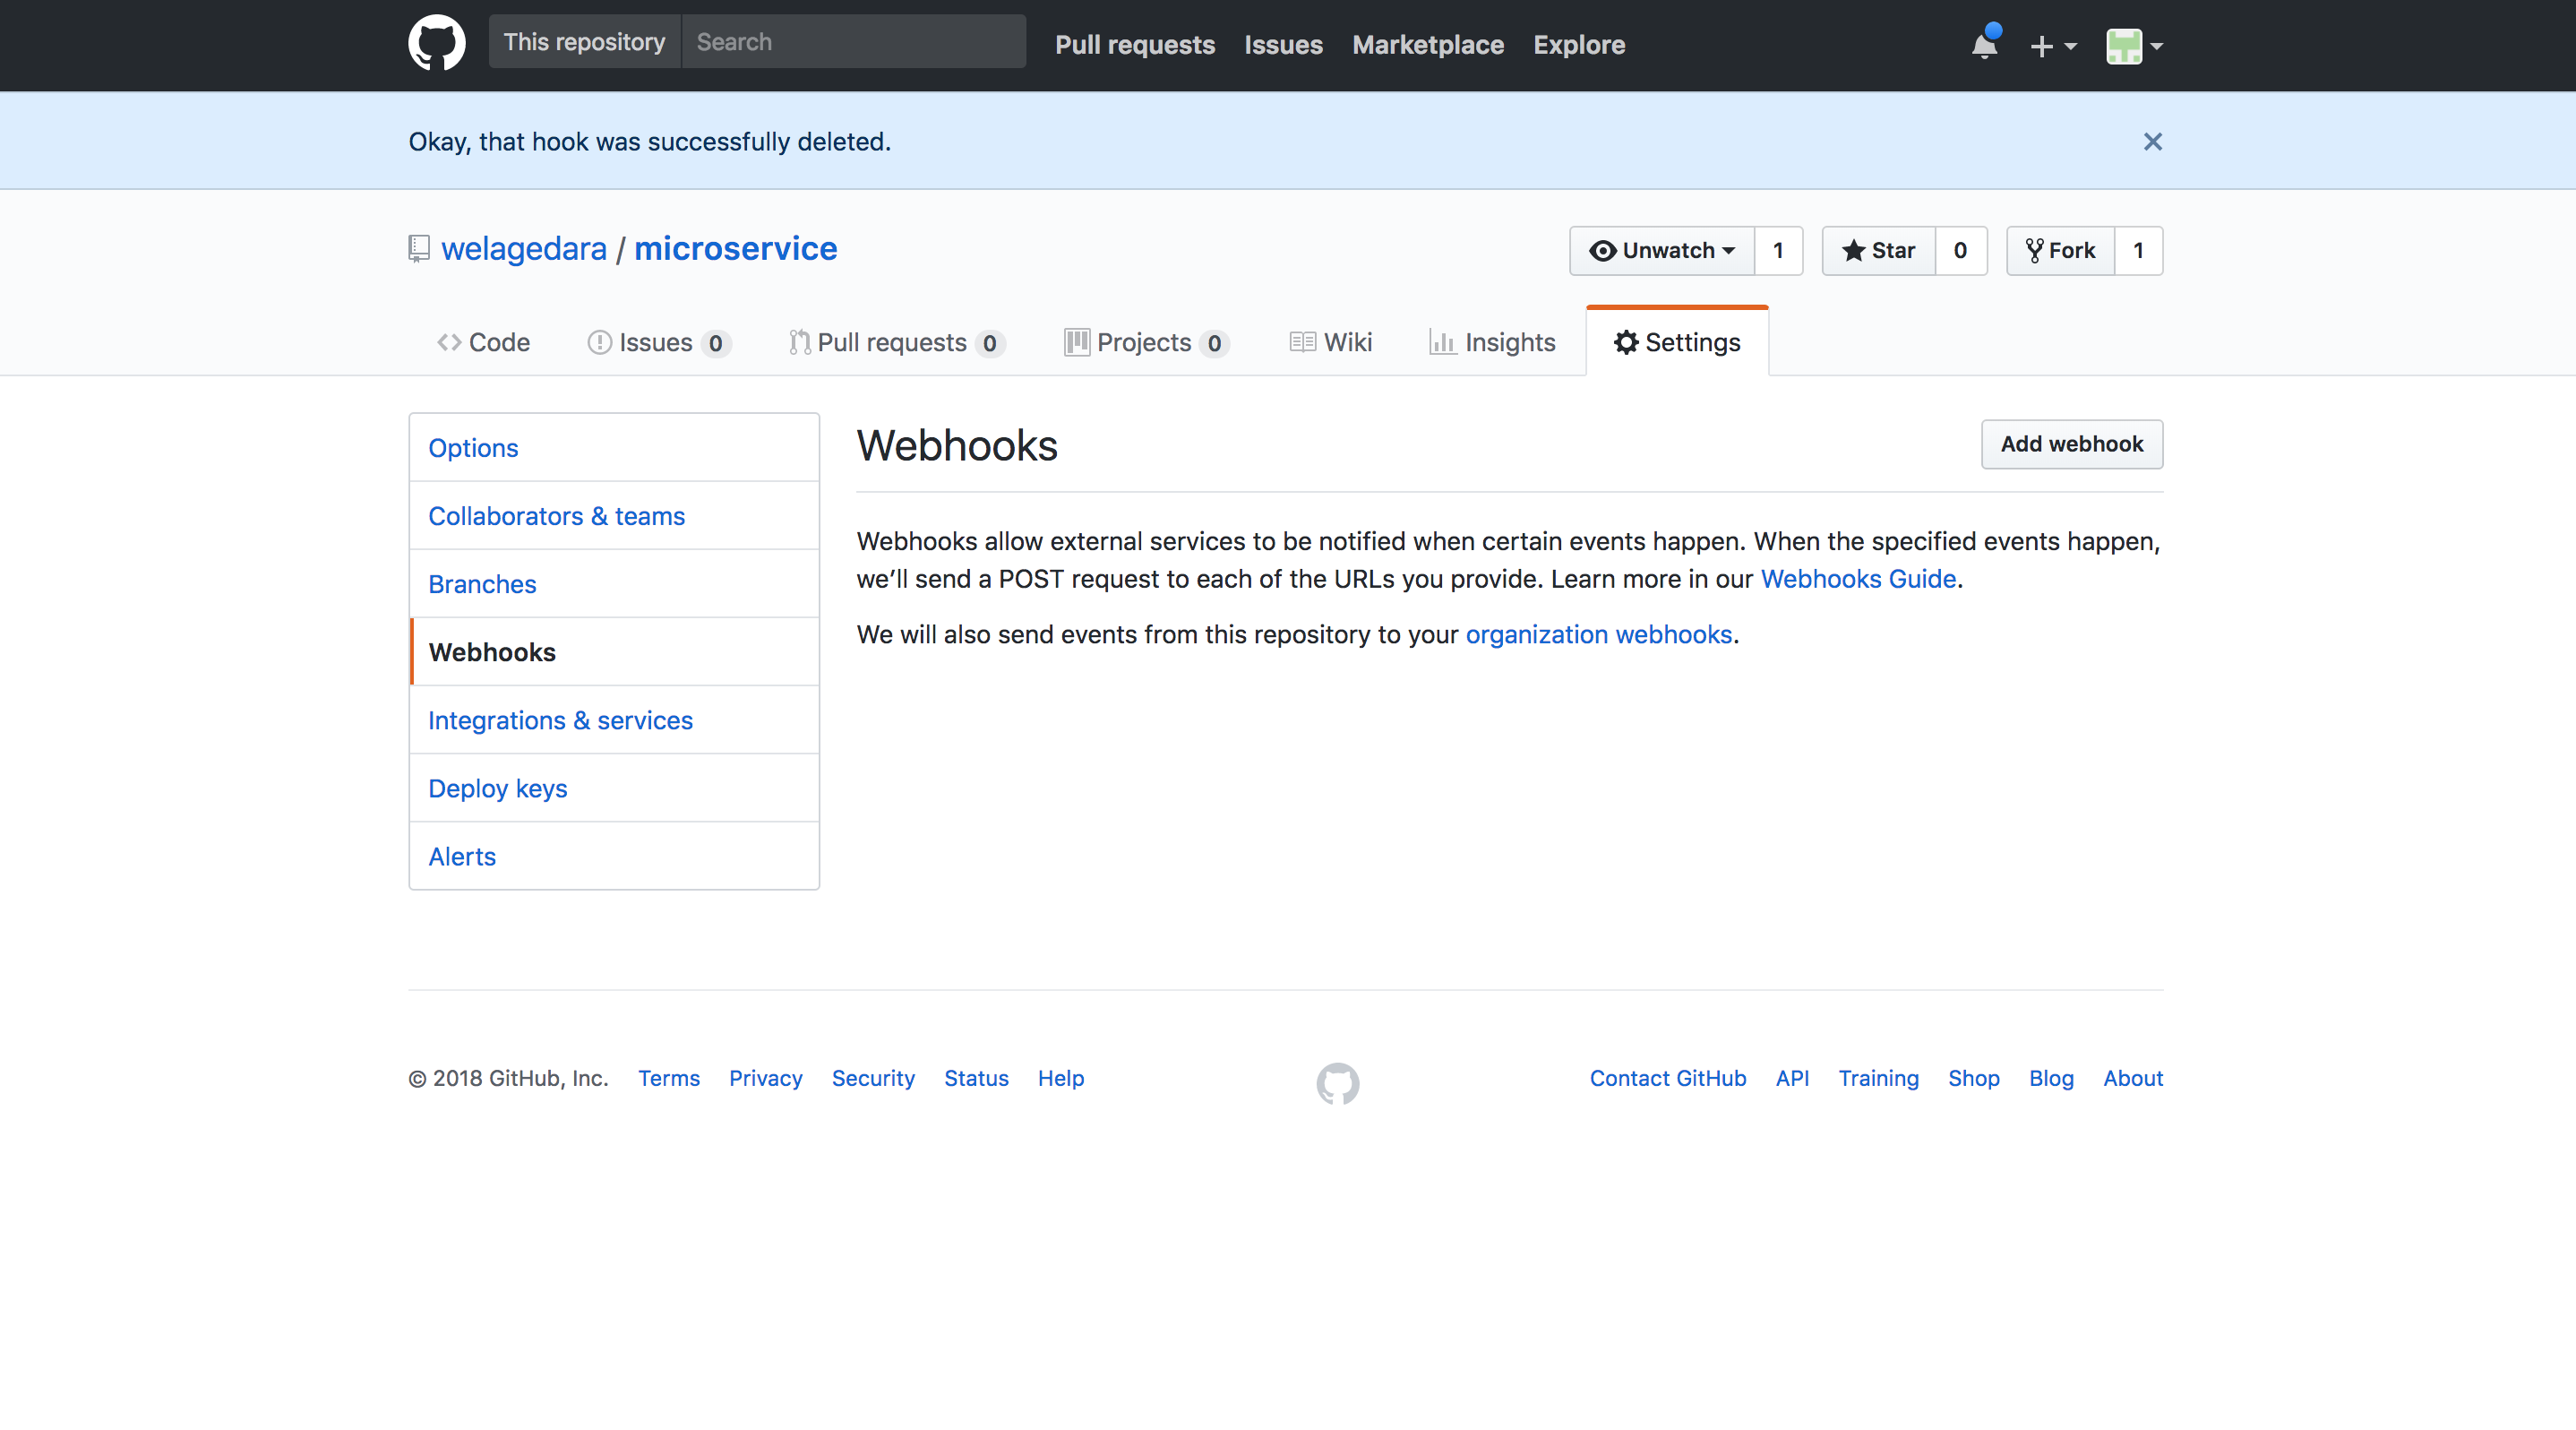 This repository Search Pull requests Issues Marketplace Explore
Okay, that hook was successfully deleted.
welagedara / microservice Unwatch 1 Star 0 Fork 1
Code Issues 0 Pull requests 0 Projects 0 Wiki Insights Settings
Options
Collaborators & teams
Branches
Webhooks
Integrations & services
Deploy keys
Alerts
Webhooks Add webhook
Webhooks allow external services to be notified when certain events happen. When the specified events happen,
we’ll send a POST request to each of the URLs you provide. Learn more in our Webhooks Guide.
We will also send events from this repository to your organization webhooks.
© 2018 GitHub, Inc. Terms Privacy Security Status Help Contact GitHub API Training Shop Blog About